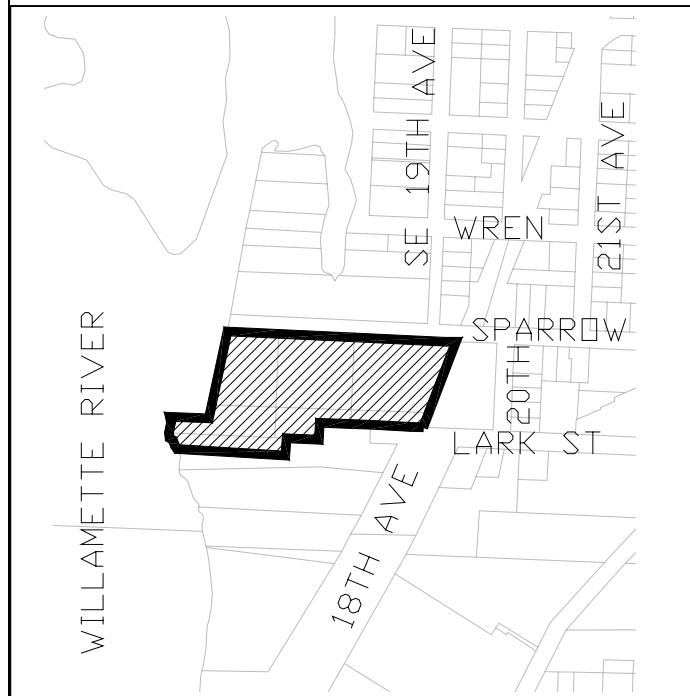 SE 19TH AVE
21ST AVE
WREN
SPARROW
20TH
LARK ST
WILLAMETTE RIVER
18TH AVE